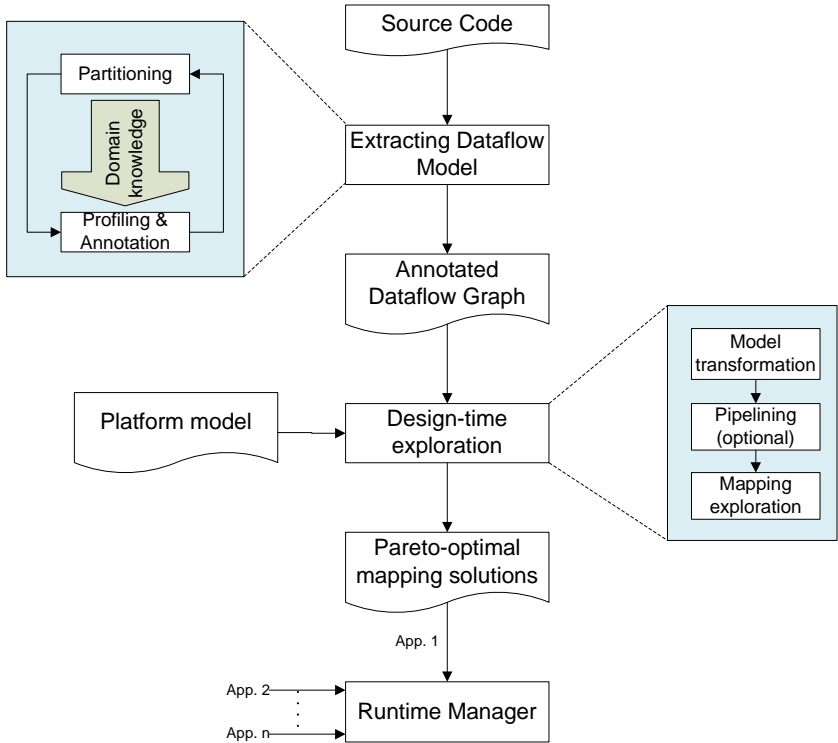 Source Code
Partitioning
Domain
knowledge
Profiling &
Annotation
Extracting Dataflow
Model
Annotated
Dataflow Graph
Model
transformation
Pipelining
(optional)
Mapping
exploration
Platform model
Design-time
exploration
Pareto-optimal
mapping solutions
App. 1
App. 2
App. n
Runtime Manager